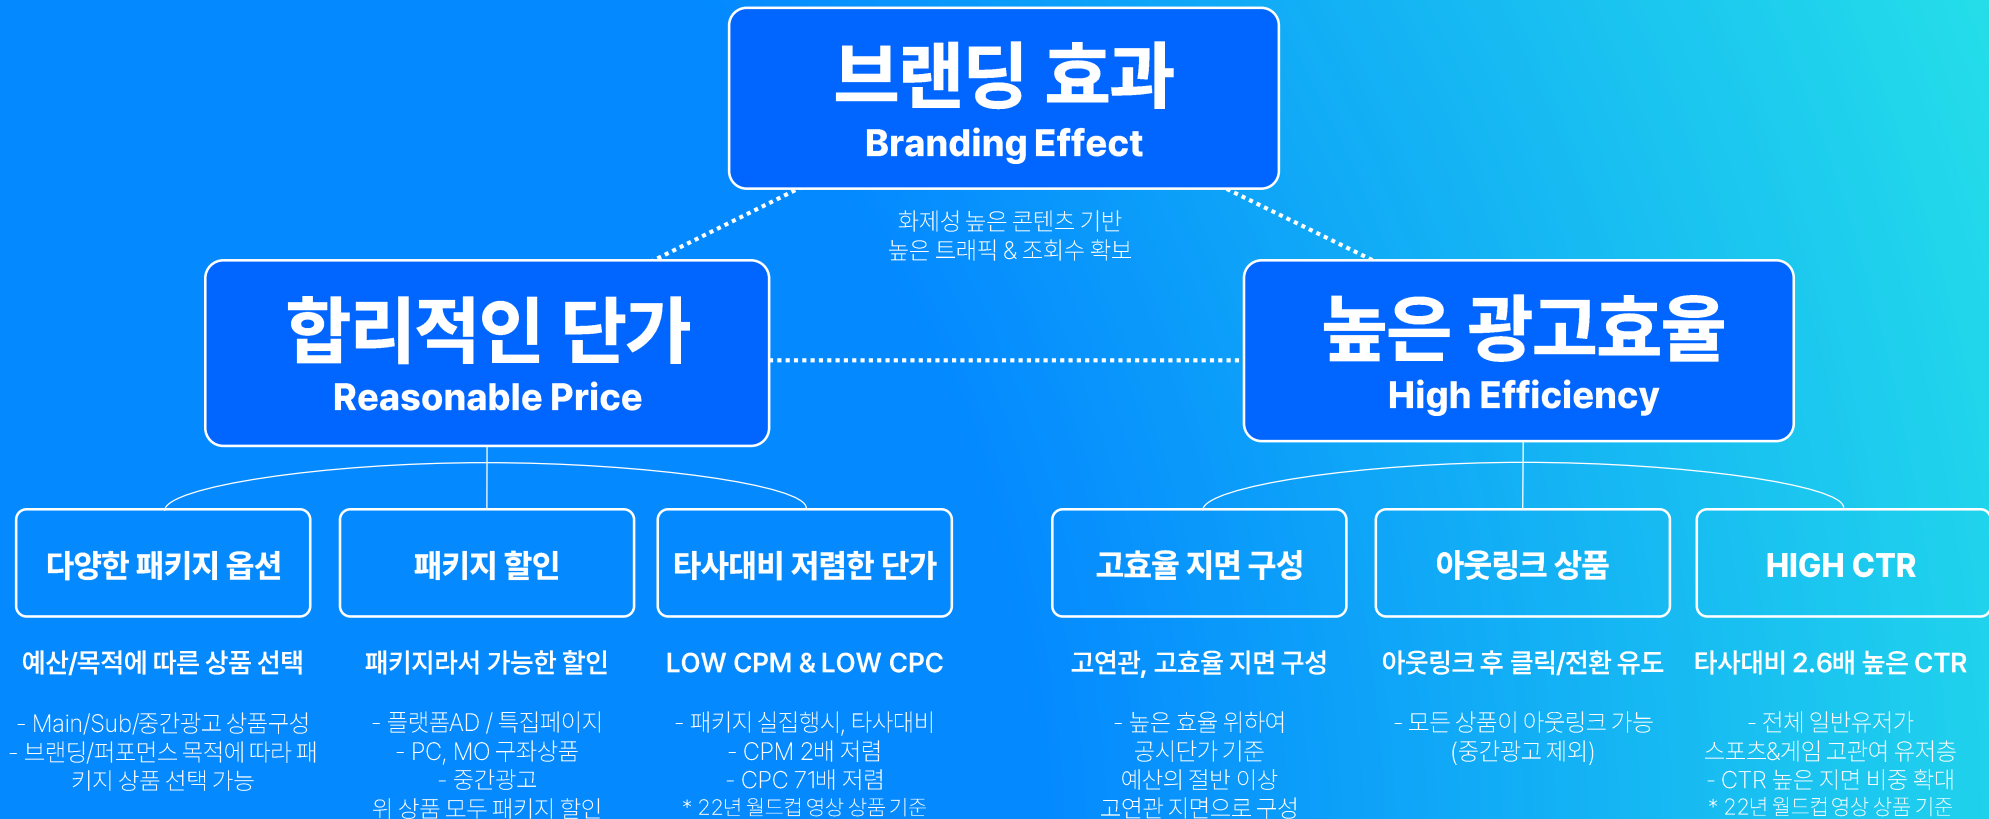 브랜딩 효과
Branding Effect
화제성 높은 콘텐츠 기반
높은 트래픽 & 조회수 확보
합리적인 단가
Reasonable Price
높은 광고효율
High Efficiency
다양한 패키지 옵션
예산/목적에 따른 상품 선택
- Main/Sub/중간광고 상품구성
- 브랜딩/퍼포먼스 목적에 따라 패
키지 상품 선택 가능
패키지 할인
패키지라서 가능한 할인
- 플랫폼AD / 특집페이지
- PC, MO 구좌상품
- 중간광고
위 상품 모두 패키지 할인
타사대비 저렴한 단가
LOW CPM & LOW CPC
- 패키지 실집행시, 타사대비
- CPM 2배 저렴
- CPC 71배 저렴
* 22년 월드컵 영상 상품 기준
고효율 지면 구성
고연관, 고효율 지면 구성
- 높은 효율 위하여
공시단가 기준
예산의 절반 이상
고연관 지면으로 구성
아웃링크 상품
아웃링크 후 클릭/전환 유도
- 모든 상품이 아웃링크 가능
(중간광고 제외)
HIGH CTR
타사대비 2.6배 높은 CTR
- 전체 일반유저가
스포츠&게임 고관여 유저층
- CTR 높은 지면 비중 확대
* 22년 월드컵 영상 상품 기준